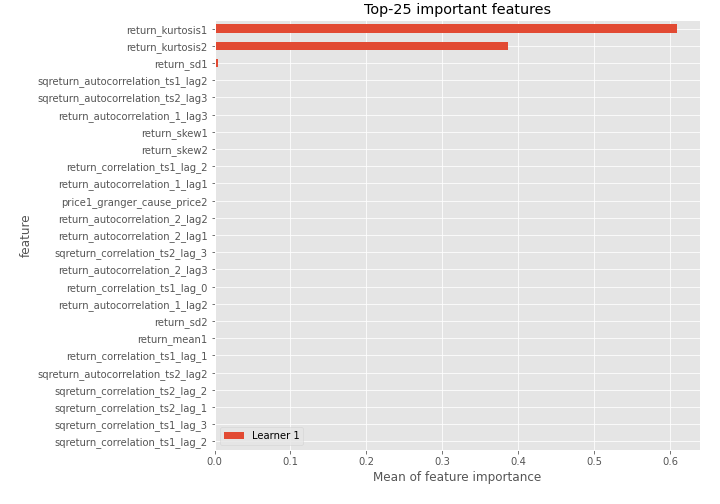 Top-25 important features
return_kurtosis1
return_kurtosis2
return_sd1
sqreturn_autocorrelation_ts1_lag2
sqreturn_autocorrelation_ts2_lag3
return_autocorrelation_1_lag3
return_skew1
return_skew2
return_correlation_ts1_lag_2
return_autocorrelation_1_lag1
price1_granger_cause_price2
return_autocorrelation_2_lag2
return_autocorrelation_2_lag1
sqreturn_correlation_ts2_lag_3
return_autocorrelation_2_lag3
return_correlation_ts1_lag_0
return_autocorrelation_1_lag2
return_sd2
return_mean1
return_correlation_ts1_lag_1
sqreturn_autocorrelation_ts2_lag2
sqreturn_correlation_ts2_lag_2
sqreturn_correlation_ts2_lag_1
sqreturn_correlation_ts1_lag_3
sqreturn_correlation_ts1_lag_2
feature
Learner 1
0.0 0.1 0.2 0.3 0.4 0.5 0.6
Mean of feature importance